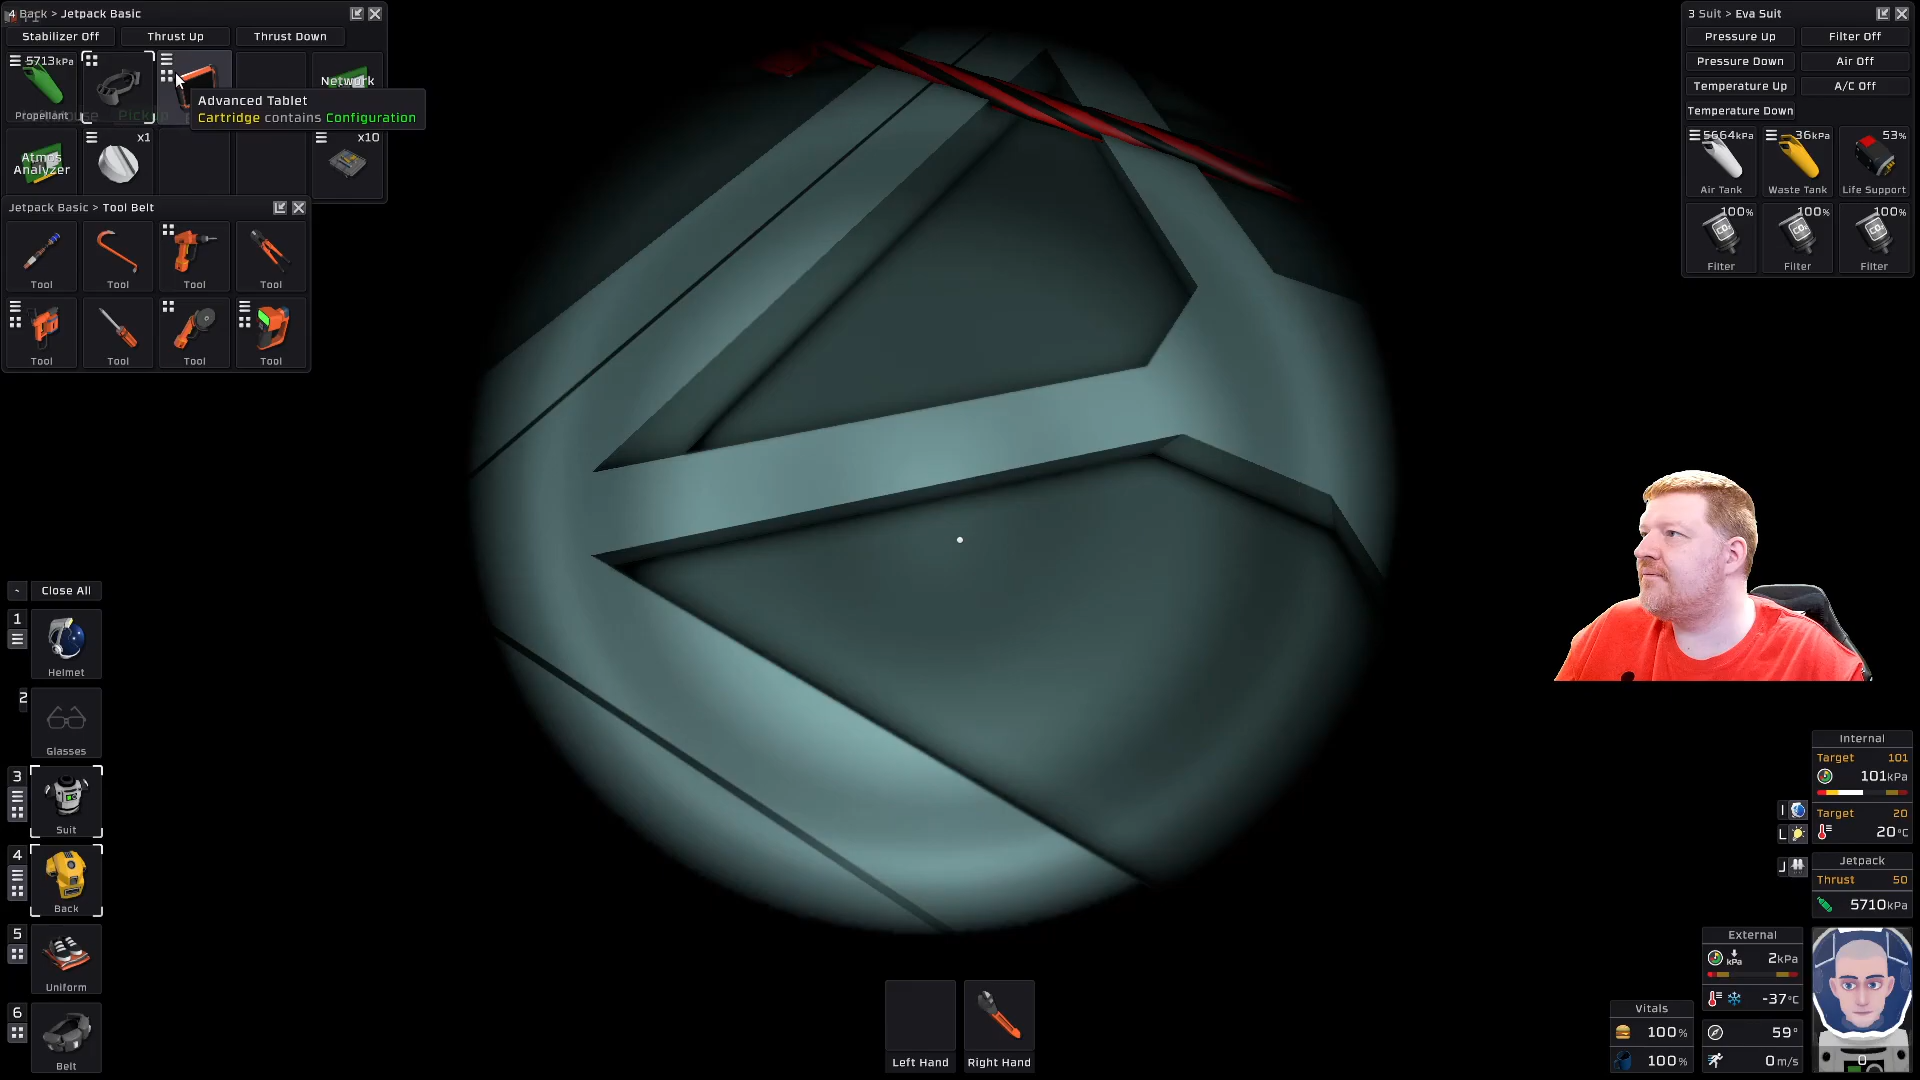 4 Back > Jetpack Basic
Stabilizer Off
Thrust Up
Thrust Down
5713kPa
Propellant
Network
Advanced Tablet
Cartridge contains Configuration
Atmos Analyzer
x1
x10
Jetpack Basic > Tool Belt
Tool
Tool
Tool
Tool
Tool
Tool
Tool
Tool
3 Suit > Eva Suit
Pressure Up
Filter Off
Pressure Down
Air Off
Temperature Up
A/C Off
Temperature Down
5664kPa
36kPa
53%
Air Tank
Waste Tank
Life Support
100%
100%
100%
Filter
Filter
Filter
~ Close All
1
Helmet
2
Glasses
3
Suit
4
Back
5
Uniform
6
Belt
Left Hand
Right Hand
Internal
Target 101
101kPa
Target 20
20°C
I
L
J
Jetpack
Thrust 50
5710kPa
External
kPa
2kPa
-37°C
59°
0m/s
Vitals
100%
100%
0